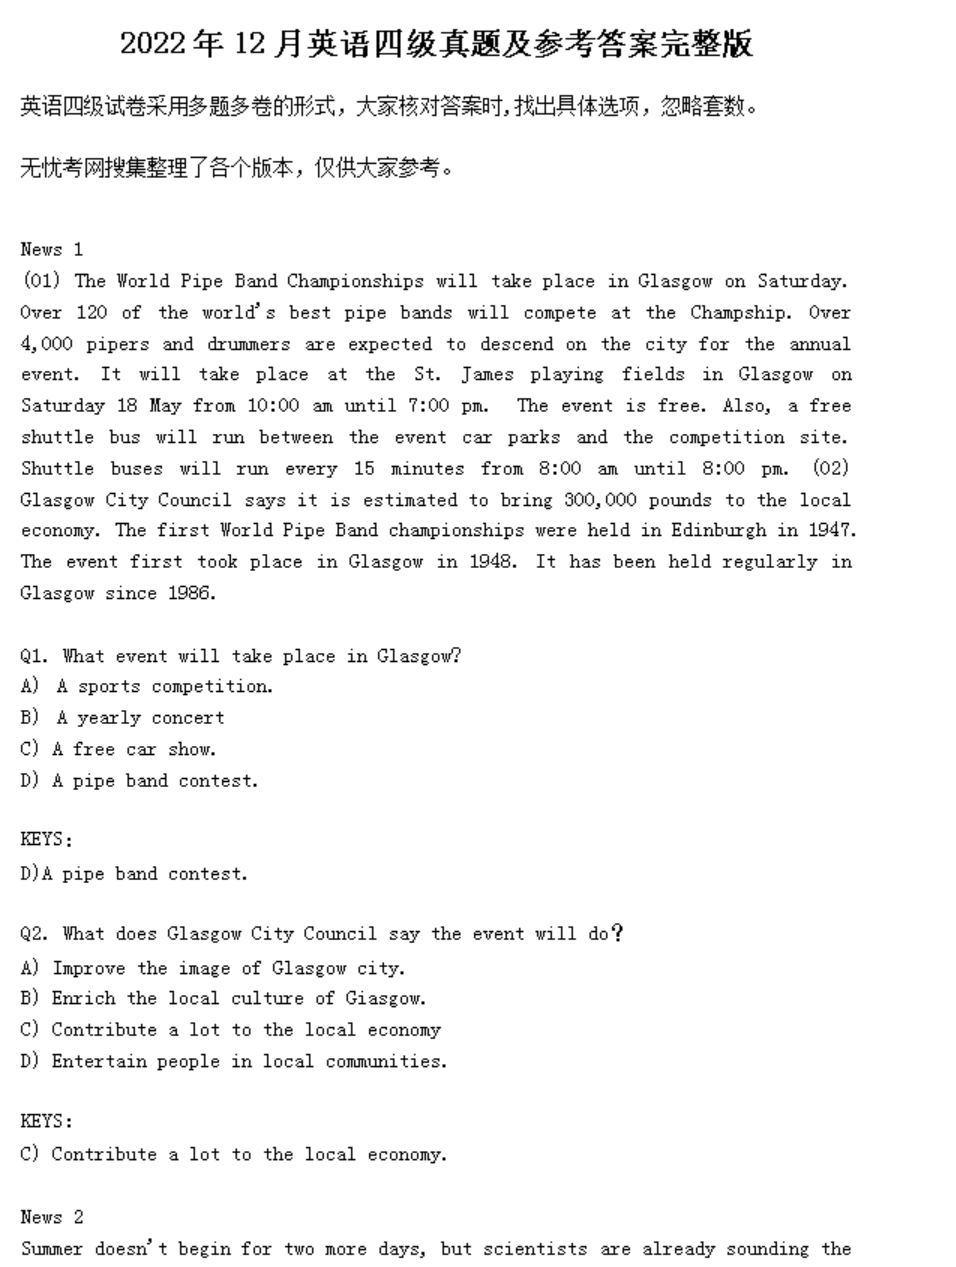 2022年12月英语四级真题及参考答案完整版
英语四级试卷采用多题多卷的形式，大家核对答案时,找出具体选项，忽略套数。
无忧考网搜集整理了各个版本，仅供大家参考。
News 1
(01) The World Pipe Band Championships will take place in Glasgow on Saturday.
Over 120 of the world's best pipe bands will compete at the Champship. Over
4,000 pipers and drummers are expected to descend on the city for the annual
event. It will take place at the St. James playing fields in Glasgow on
Saturday 18 May from 10:00 am until 7:00 pm. The event is free. Also, a free
shuttle bus will run between the event car parks and the competition site.
Shuttle buses will run every 15 minutes from 8:00 am until 8:00 pm. (02)
Glasgow City Council says it is estimated to bring 300,000 pounds to the local
economy. The first World Pipe Band championships were held in Edinburgh in 1947.
The event first took place in Glasgow in 1948. It has been held regularly in
Glasgow since 1986.
Q1. What event will take place in Glasgow?
A) A sports competition.
B) A yearly concert
C) A free car show.
D) A pipe band contest.
KEYS:
D)A pipe band contest.
Q2. What does Glasgow City Council say the event will do?
A) Improve the image of Glasgow city.
B) Enrich the local culture of Giasgow.
C) Contribute a lot to the local economy
D) Entertain people in local communities.
KEYS:
C) Contribute a lot to the local economy.
News 2
Summer doesn't begin for two more days, but scientists are already sounding the